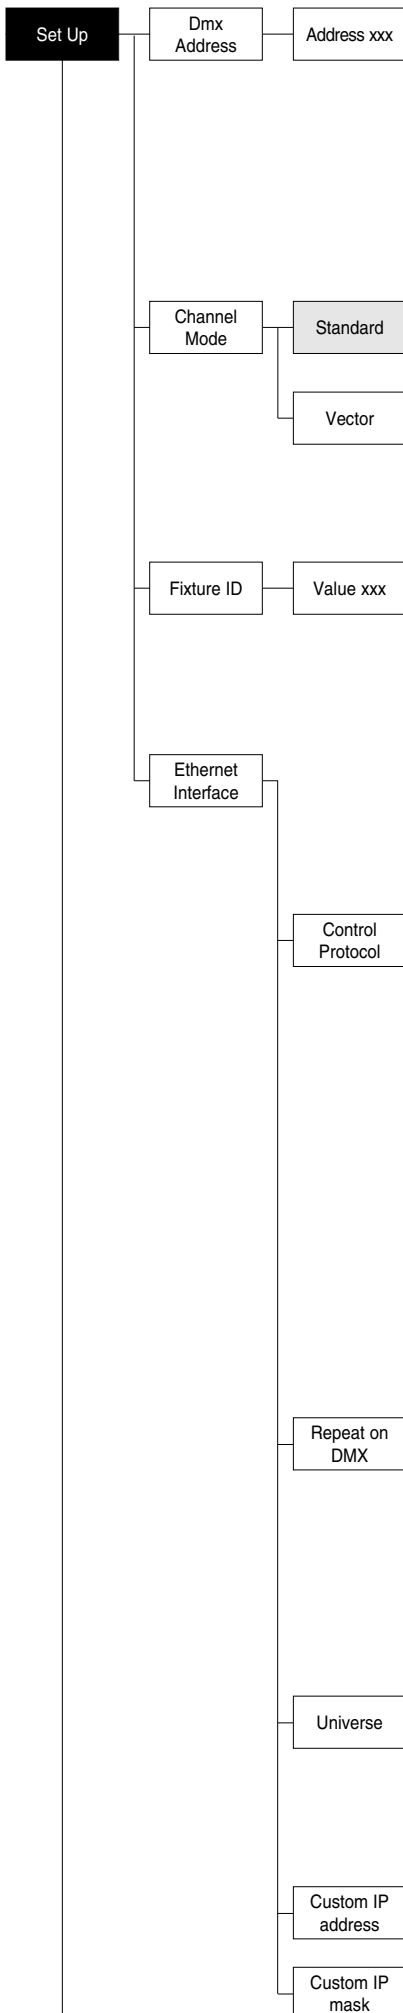 Set Up
Dmx
Address
Address xxx
Channel
Mode
Standard
Vector
Fixture ID
Value xxx
Ethernet
Interface
Control
Protocol
Repeat on
DMX
Universe
Custom IP
address
Custom IP
mask